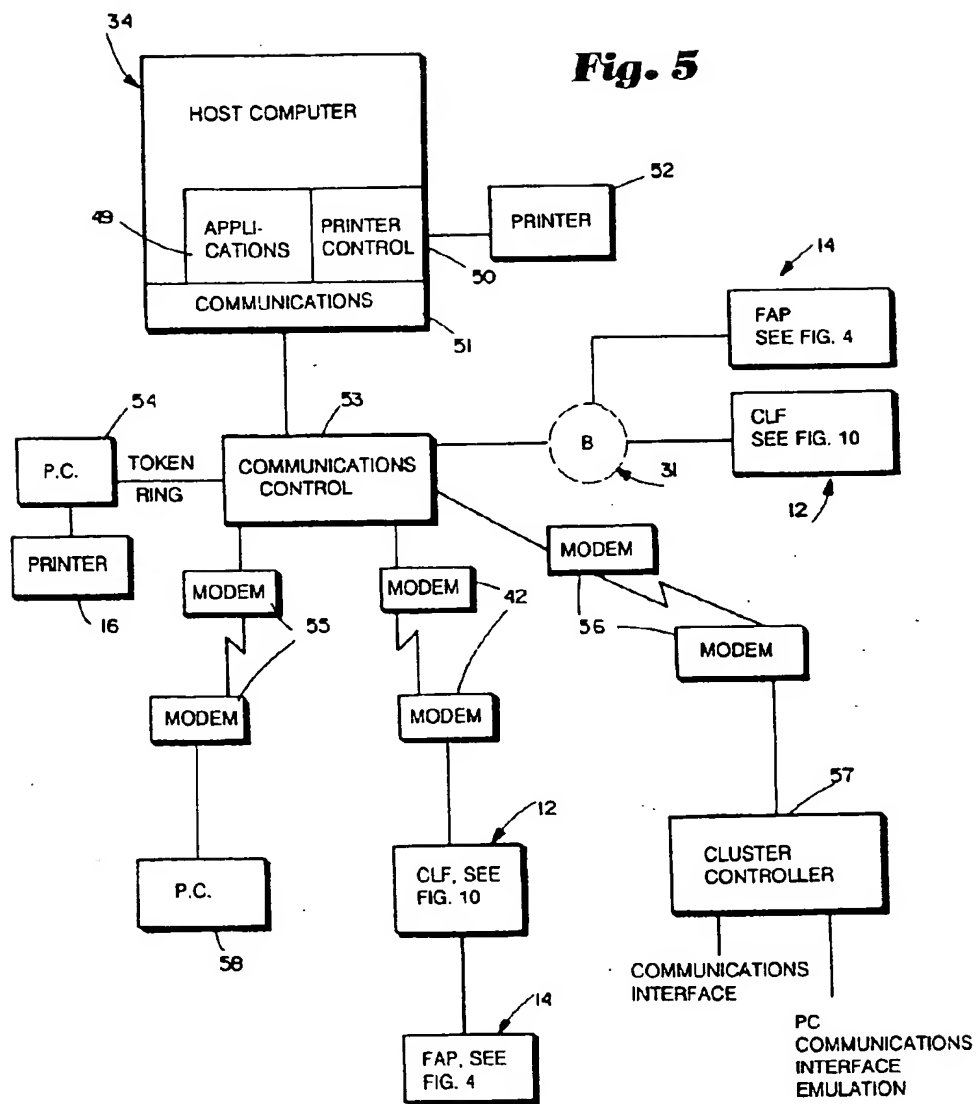 34
Fig. 5
HOST COMPUTER
52
49
APPLI-
CATIONS
PRINTER
CONTROL
PRINTER
50
14
COMMUNICATIONS
51
FAP
SEE FIG. 4
54
53
B
CLF
SEE FIG. 10
P.C.
TOKEN
RING
COMMUNICATIONS
CONTROL
31
12
PRINTER
MODEM
16
MODEM
MODEM
42
55
56
MODEM
MODEM
MODEM
57
12
CLUSTER
CONTROLLER
P.C.
CLF, SEE
FIG. 10
58
COMMUNICATIONS
INTERFACE
14
PC
COMMUNICATIONS
INTERFACE
EMULATION
FAP, SEE
FIG. 4